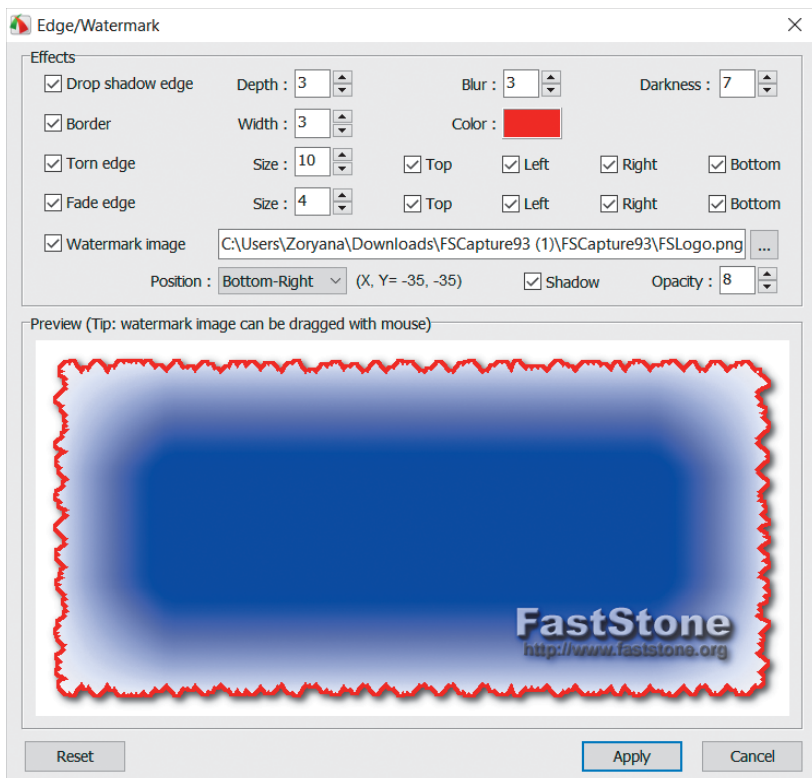 Edge/Watermark
Effects
Drop shadow edge Depth : 3 Blur : 3 Darkness : 7
Border Width : 3 Color :
Torn edge Size : 10 Top Left Right Bottom
Fade edge Size : 4 Top Left Right Bottom
Watermark image C:\Users\Zoryana\Downloads\FSCapture93 (1)\FSCapture93\FSLogo.png ...
Position : Bottom-Right (X, Y= -35, -35) Shadow Opacity : 8
Preview (Tip: watermark image can be dragged with mouse)
FastStone
http://www.faststone.org
Reset Apply Cancel